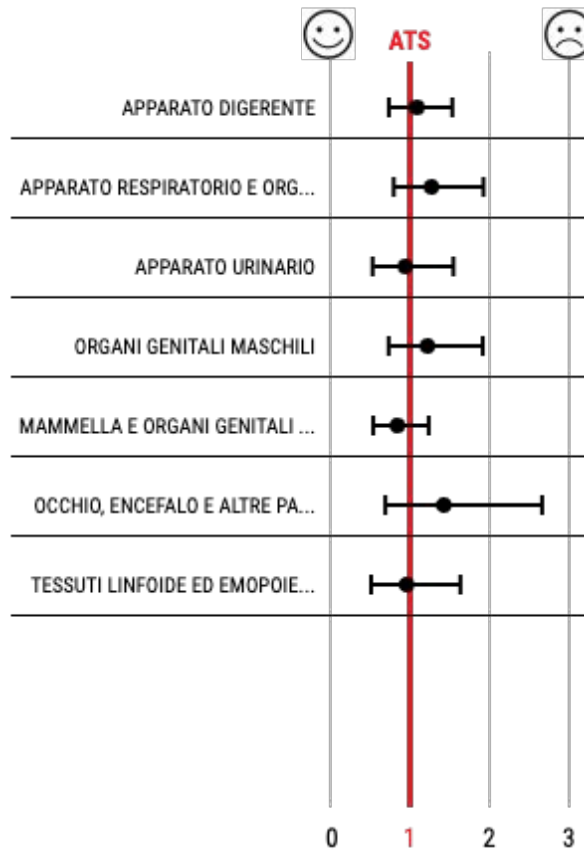 ATS
APPARATO DIGERENTE
APPARATO RESPIRATORIO E ORG...
APPARATO URINARIO
ORGANI GENITALI MASCHILI
MAMMELLA E ORGANI GENITALI ...
OCCHIO, ENCEFALO E ALTRE PA...
TESSUTI LINFOIDE ED EMOPOIE...
0 1 2 3